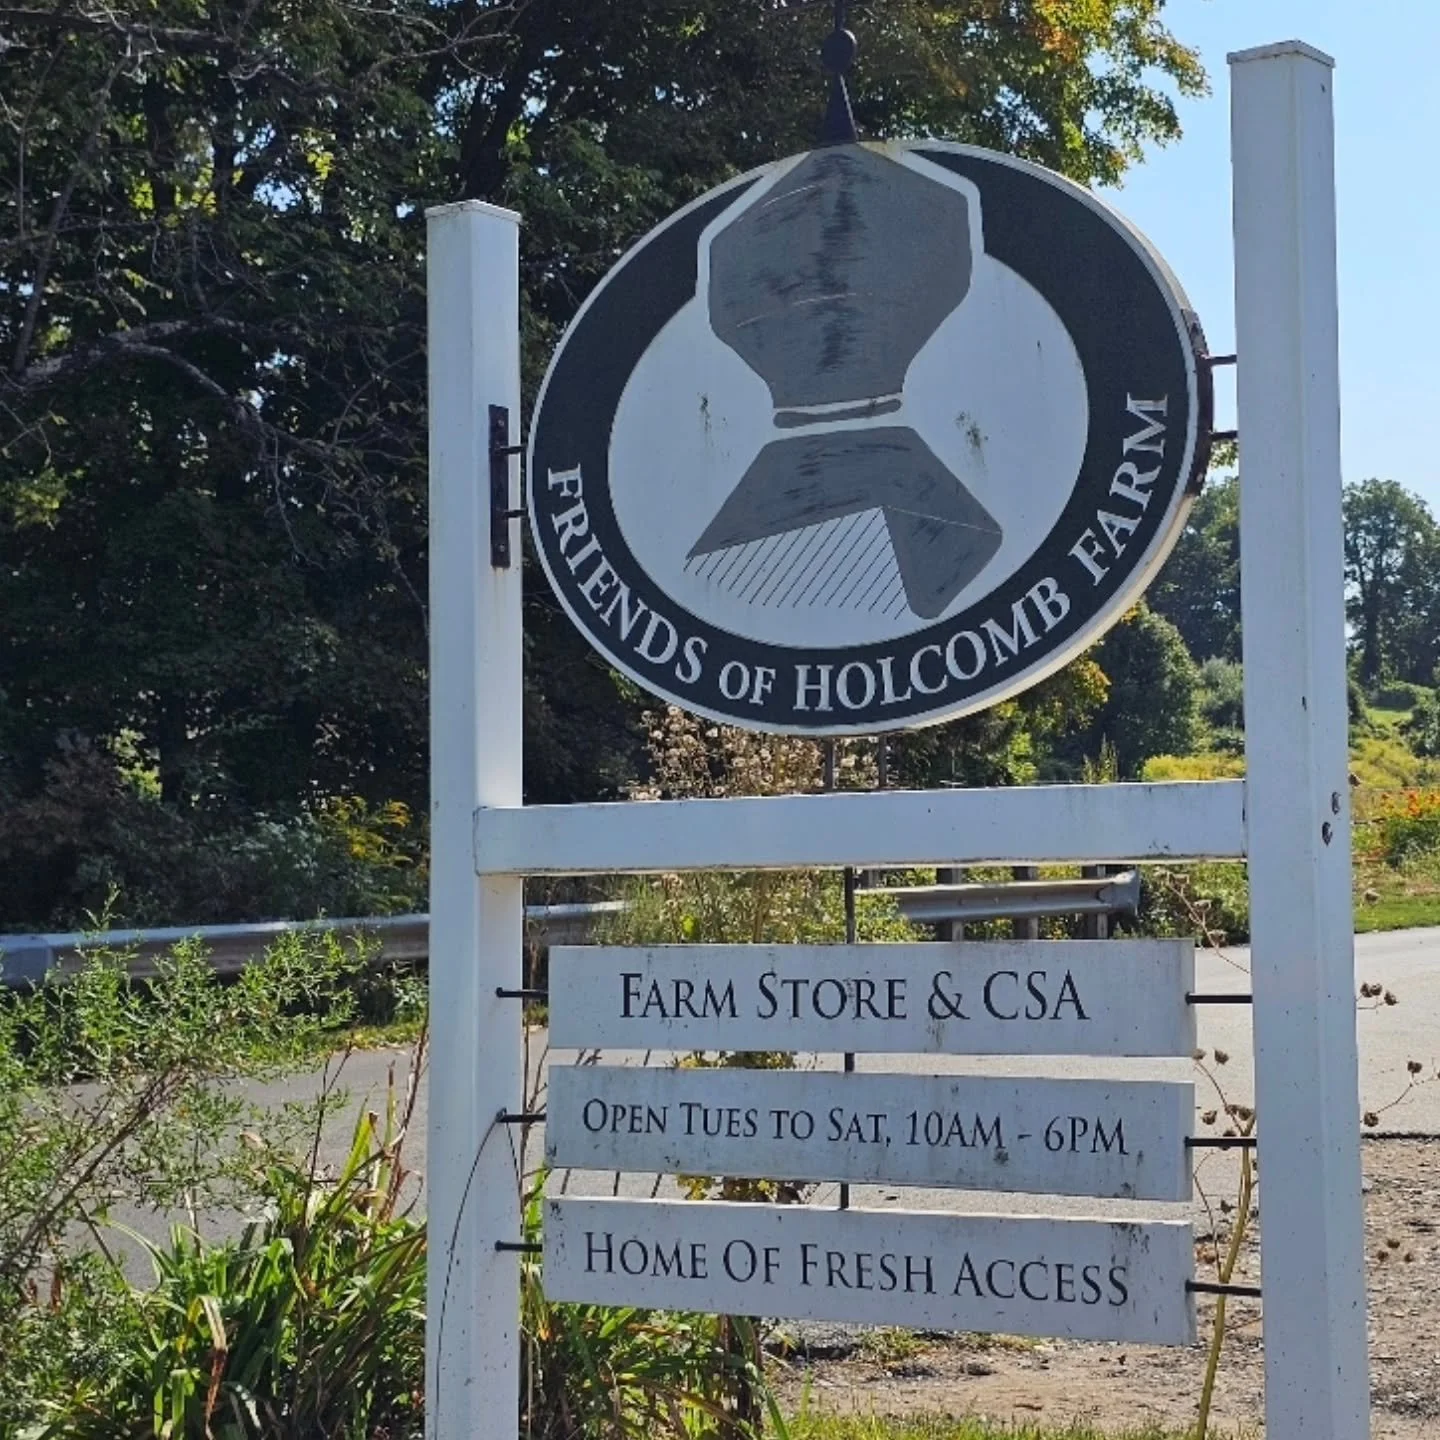 FRIENDS OF HOLCOMB FARM
FARM STORE & CSA
OPEN TUES TO SAT, 10AM - 6PM
HOME OF FRESH ACCESS